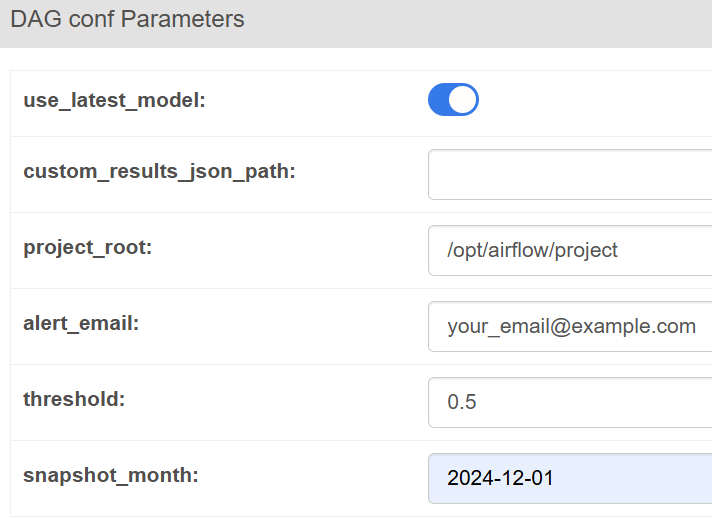 DAG conf Parameters
use_latest_model:
custom_results_json_path:
project_root: /opt/airflow/project
alert_email: your_email@example.com
threshold: 0.5
snapshot_month: 2024-12-01